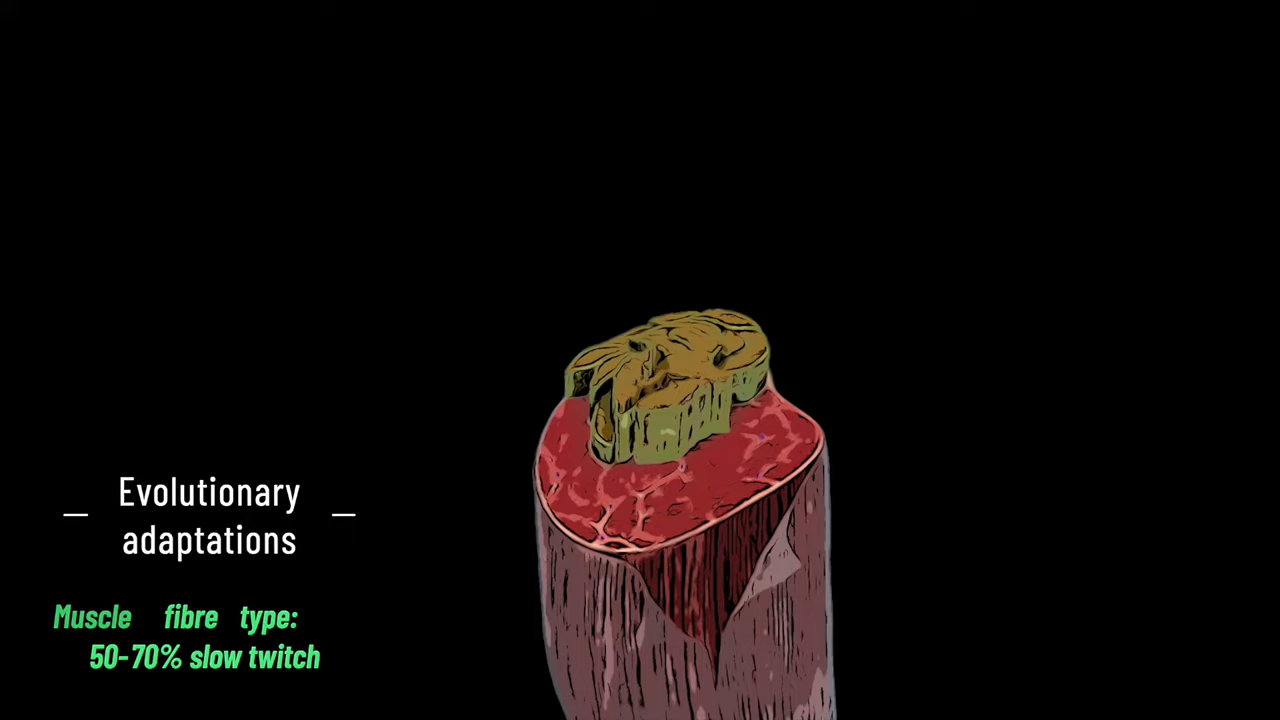 Evolutionary
adaptations
Muscle fibre type:
50-70% slow twitch